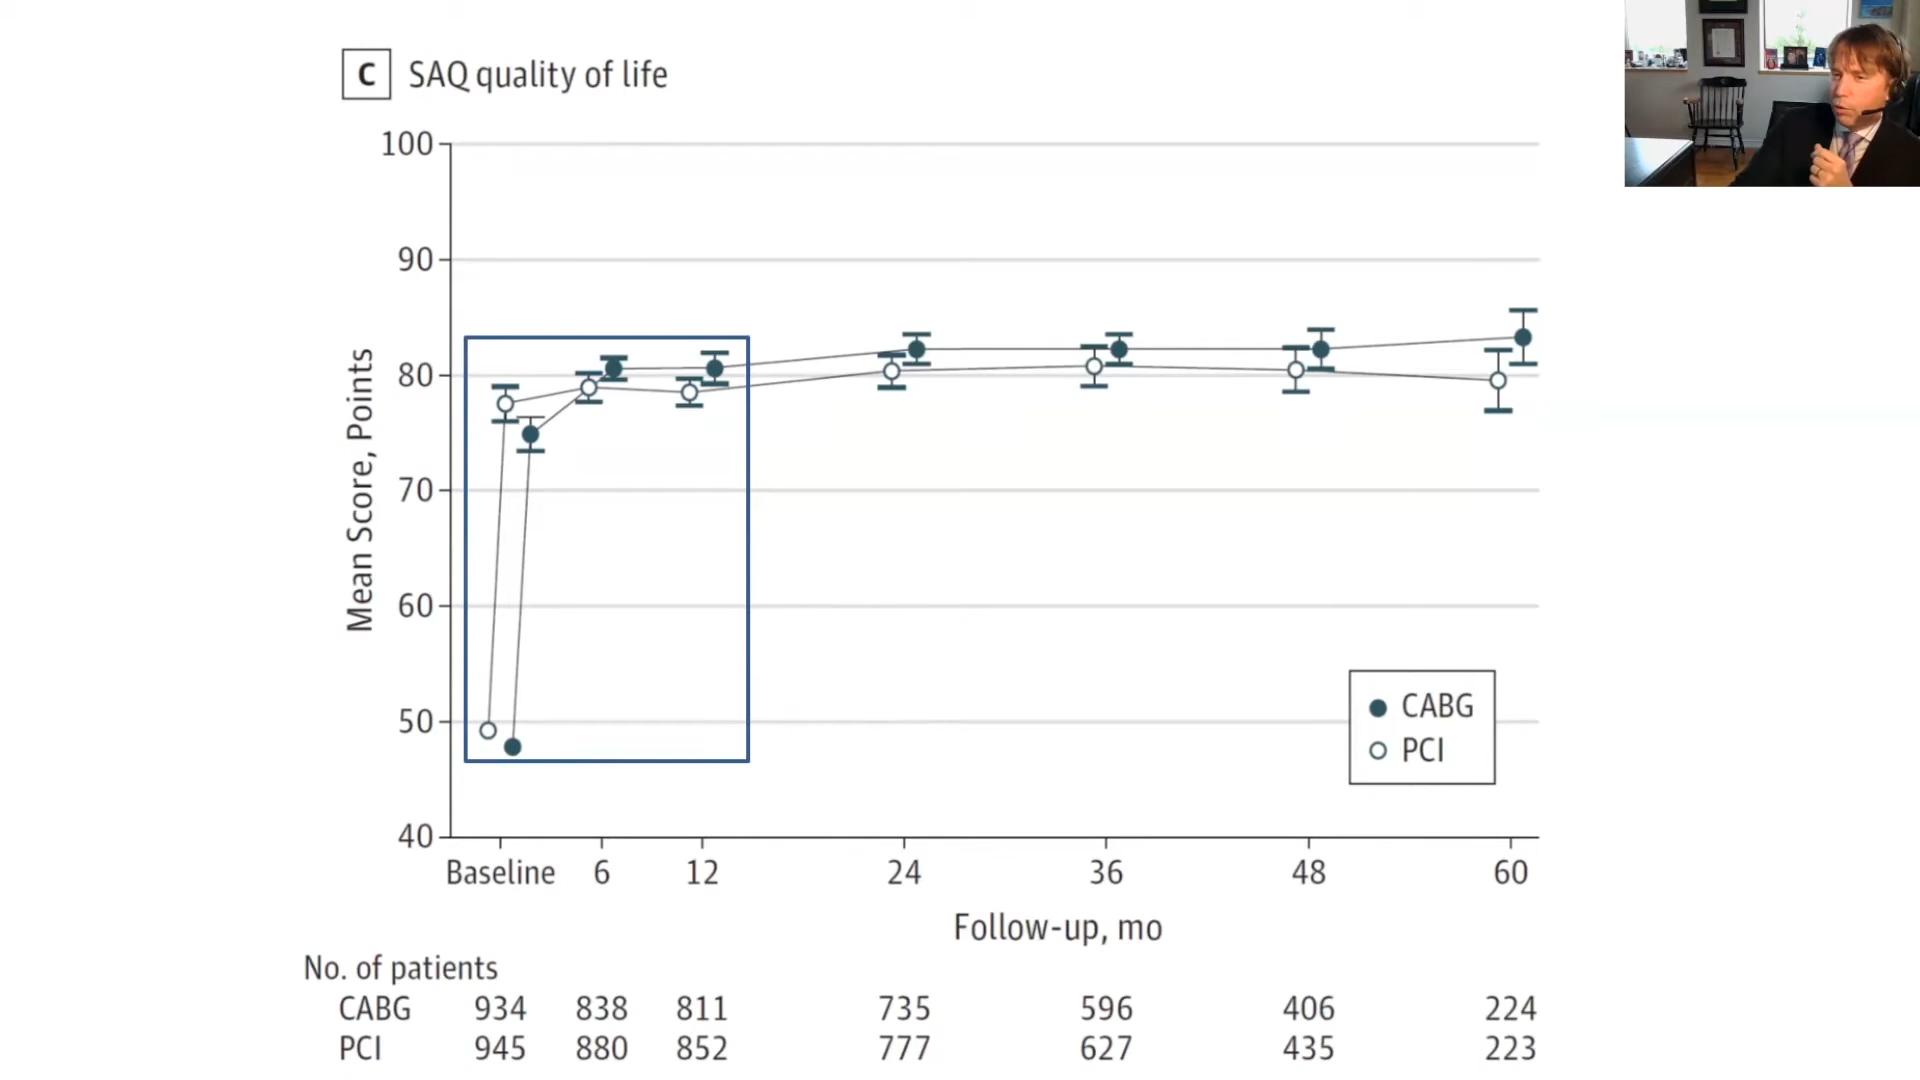 C SAQ quality of life
100
90
80
70
60
50
40
Mean Score, Points
CABG
PCI
Baseline 6 12 24 36 48 60
Follow-up, mo
No. of patients
CABG 934 838 811 735 596 406 224
PCI 945 880 852 777 627 435 223